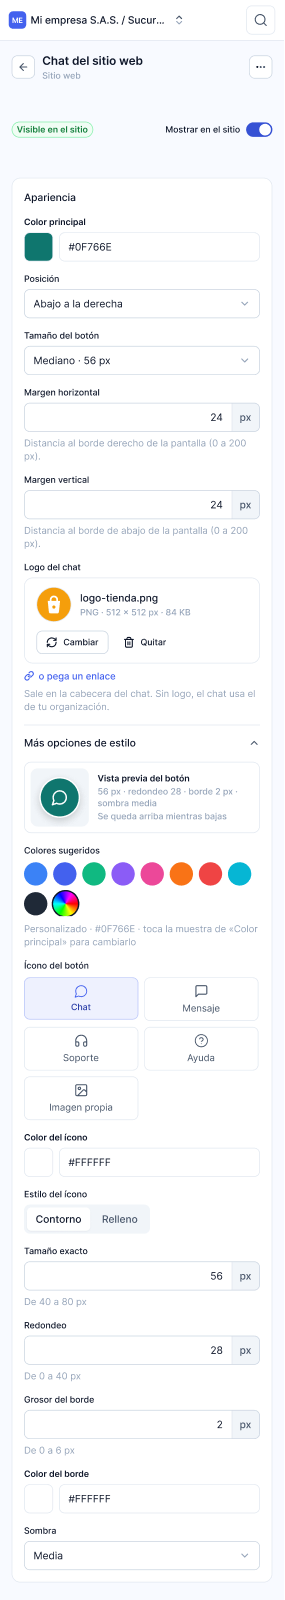 ME Mi empresa S.A.S. / Sucur...
Chat del sitio web
Sitio web
Visible en el sitio
Mostrar en el sitio
Apariencia
Color principal
#0F766E
Posición
Abajo a la derecha
Tamaño del botón
Mediano · 56 px
Margen horizontal
24 px
Distancia al borde derecho de la pantalla (0 a 200
px).
Margen vertical
24 px
Distancia al borde de abajo de la pantalla (0 a 200
px).
Logo del chat
logo-tienda.png
PNG · 512 × 512 px · 84 KB
Cambiar
Quitar
o pega un enlace
Sale en la cabecera del chat. Sin logo, el chat usa el
de tu organización.
Más opciones de estilo
Vista previa del botón
56 px · redondeo 28 · borde 2 px ·
sombra media
Se queda arriba mientras bajas
Colores sugeridos
Personalizado · #0F766E · toca la muestra de «Color
principal» para cambiarlo
Ícono del botón
Chat
Mensaje
Soporte
Ayuda
Imagen propia
Color del ícono
#FFFFFF
Estilo del ícono
Contorno
Relleno
Tamaño exacto
56 px
De 40 a 80 px
Redondeo
28 px
De 0 a 40 px
Grosor del borde
2 px
De 0 a 6 px
Color del borde
#FFFFFF
Sombra
Media